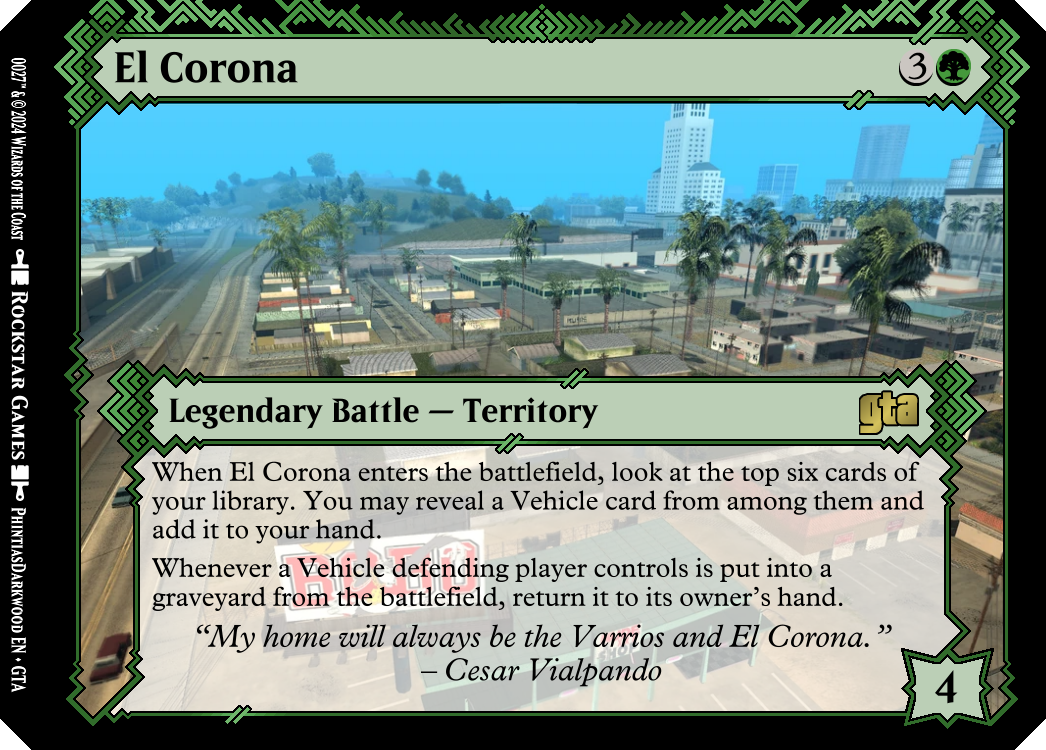 El Corona
3
Legendary Battle — Territory
gta
When El Corona enters the battlefield, look at the top six cards of
your library. You may reveal a Vehicle card from among them and
add it to your hand.
Whenever a Vehicle defending player controls is put into a
graveyard from the battlefield, return it to its owner's hand.
“My home will always be the Varrios and El Corona.”
– Cesar Vialpando
4
0027 ™ & © 2024 Wizards of the Coast Rockstar Games PhintiasDarkwood EN • GTA